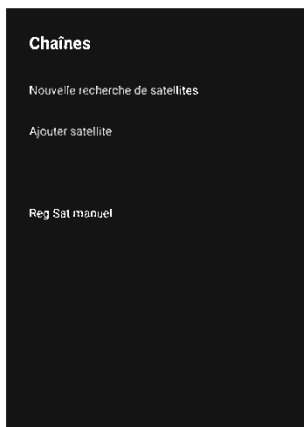 Chaînes
Nouvelle recherche de satellites
Ajouter satellite
Reg Sat manuel